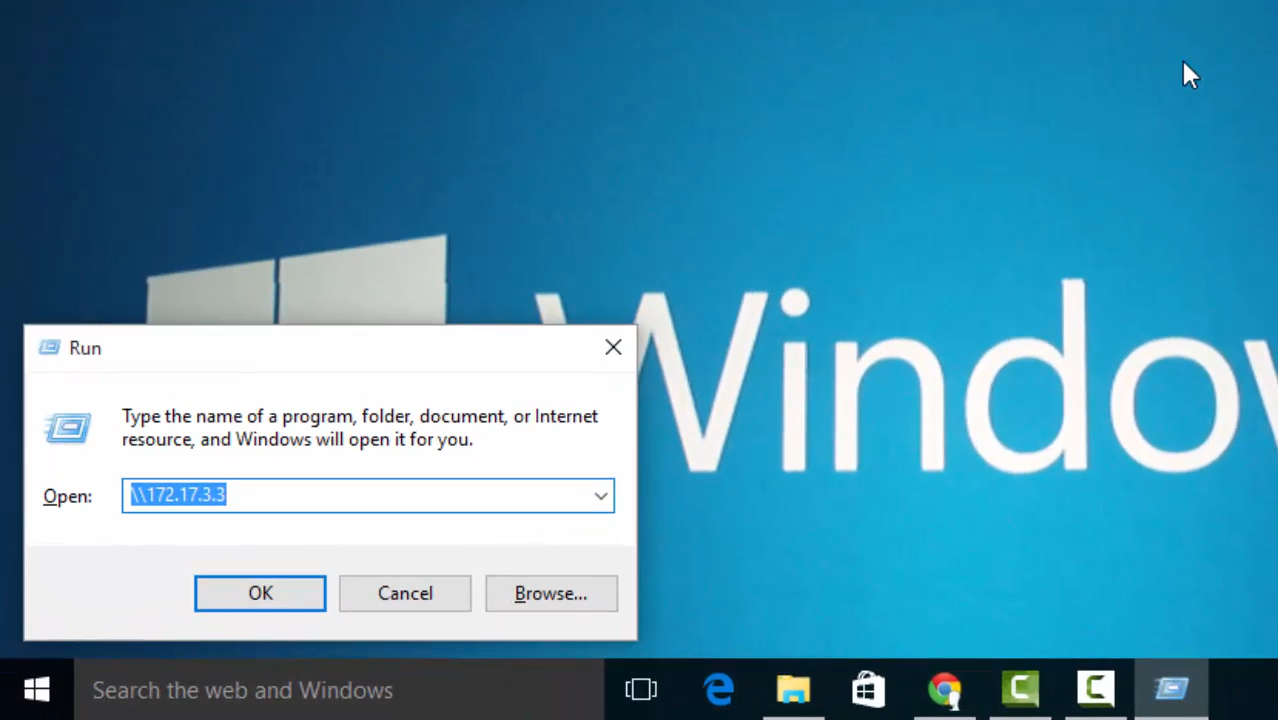 Windo
Run
Type the name of a program, folder, document, or Internet
resource, and Windows will open it for you.
Open: \\172.17.3.3
OK Cancel Browse...
Search the web and Windows